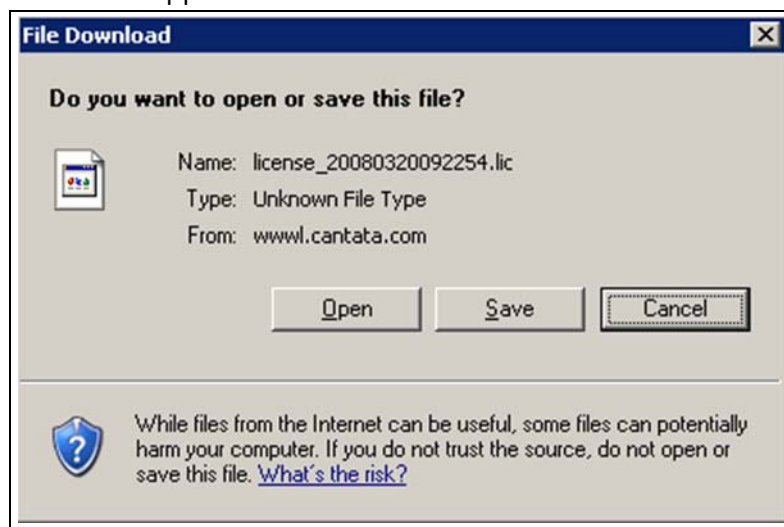 File Download
Do you want to open or save this file?
Name: license_20080320092254.lic
Type: Unknown File Type
From: wwwl.cantata.com
Open Save Cancel
While files from the Internet can be useful, some files can potentially
harm your computer. If you do not trust the source, do not open or
save this file. What's the risk?